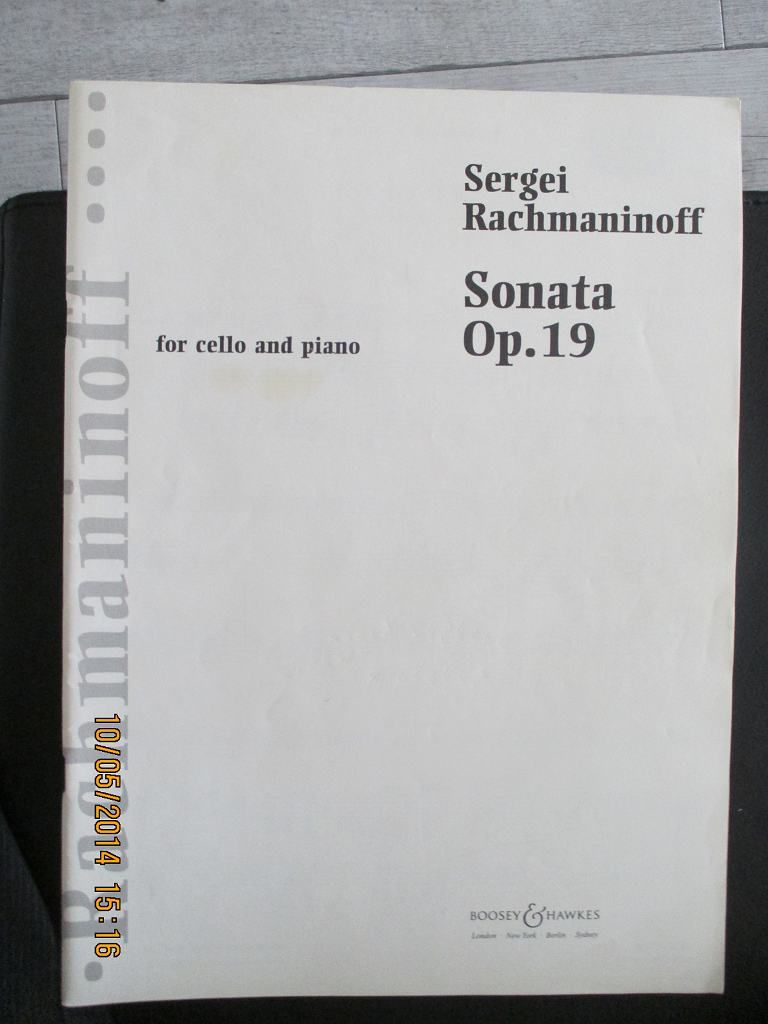 Sergei
Rachmaninoff
Sonata
Op.19
for cello and piano
Rachmaninoff
BOOSEY & HAWKES
London · New York · Berlin · Sydney
10/05/2014 15:16